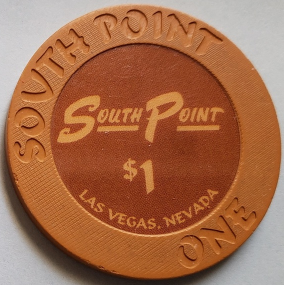 SOUTH POINT
SOUTH POINT
$1
LAS VEGAS, NEVADA
ONE